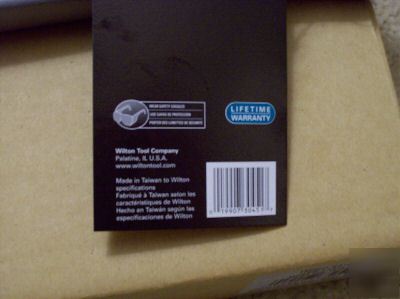 WEAR SAFETY GOGGLES
USE GAFAS DE PROTECCIÓN
PORTER DES LUNETTES DE SÉCURITÉ
LIFETIME
WARRANTY
Wilton Tool Company
Palatine, IL U.S.A.
www.wiltontool.com
Made in Taiwan to Wilton
specifications
Fabriqué à Taiwan selon les
caractéristiques de Wilton
Hecho en Taiwán según las
especificaciones de Wilton